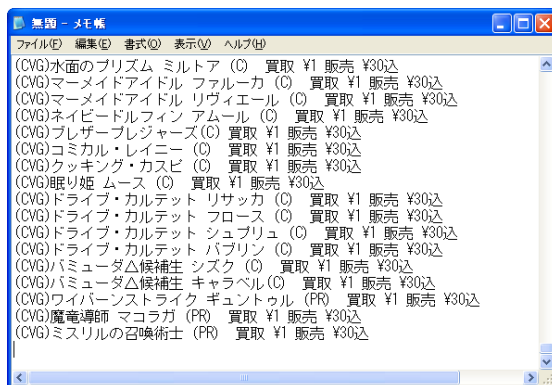 無題 - メモ帳
ファイル(F) 編集(E) 書式(O) 表示(V) ヘルプ(H)
(CVG)水面のプリズム ミルトア (C) 買取 ¥1 販売 ¥30込
(CVG)マーメイドアイドル ファルーカ (C) 買取 ¥1 販売 ¥30込
(CVG)マーメイドアイドル リヴィエール (C) 買取 ¥1 販売 ¥30込
(CVG)ネイビードルフィン アムール (C) 買取 ¥1 販売 ¥30込
(CVG)ブレザープレジャーズ(C) 買取 ¥1 販売 ¥30込
(CVG)コミカル・レイニー (C) 買取 ¥1 販売 ¥30込
(CVG)クッキング・カスピ (C) 買取 ¥1 販売 ¥30込
(CVG)眠り姫 ムース (C) 買取 ¥1 販売 ¥30込
(CVG)ドライブ・カルテット リサッカ (C) 買取 ¥1 販売 ¥30込
(CVG)ドライブ・カルテット フロース (C) 買取 ¥1 販売 ¥30込
(CVG)ドライブ・カルテット シュプリュ (C) 買取 ¥1 販売 ¥30込
(CVG)ドライブ・カルテット バブリン (C) 買取 ¥1 販売 ¥30込
(CVG)バミューダ△候補生 シズク (C) 買取 ¥1 販売 ¥30込
(CVG)バミューダ△候補生 キャラベル(C) 買取 ¥1 販売 ¥30込
(CVG)ワイバーンストライク ギュントゥル (PR) 買取 ¥1 販売 ¥30込
(CVG)魔竜導師 マコラガ (PR) 買取 ¥1 販売 ¥30込
(CVG)ミスリルの召喚術士 (PR) 買取 ¥1 販売 ¥30込